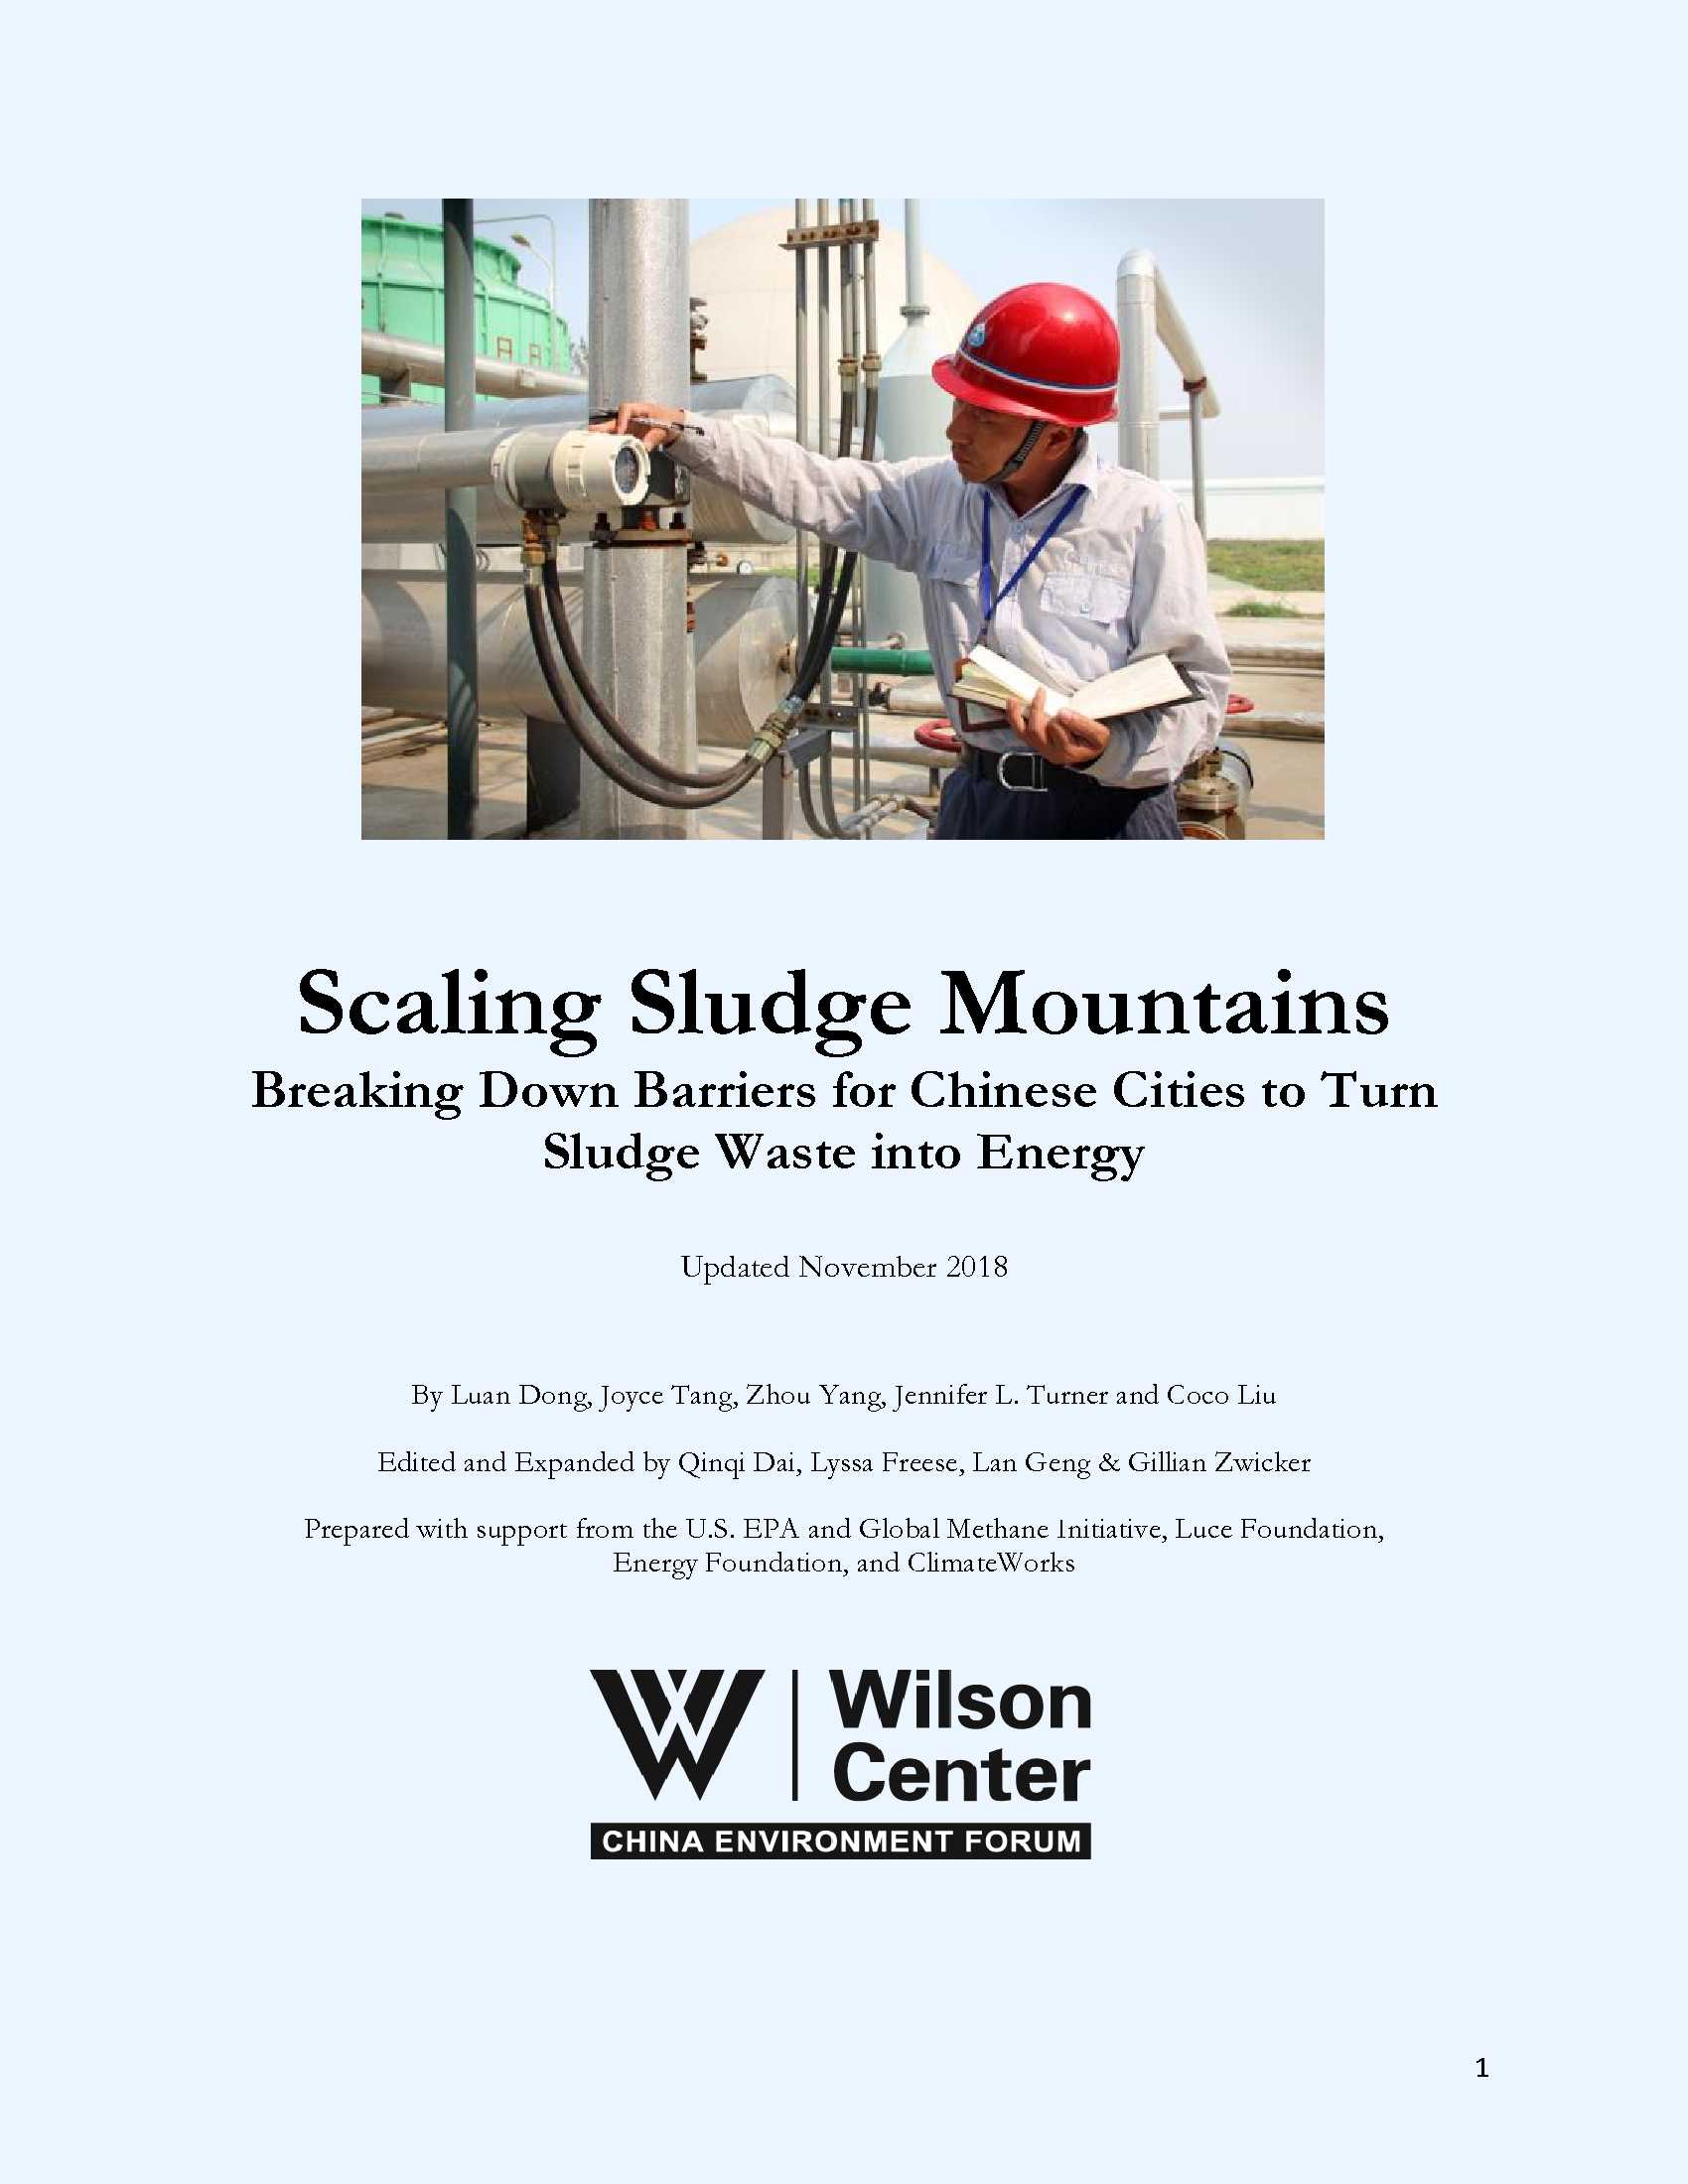 Scaling Sludge Mountains
Breaking Down Barriers for Chinese Cities to Turn
Sludge Waste into Energy
Updated November 2018
By Luan Dong, Joyce Tang, Zhou Yang, Jennifer L. Turner and Coco Liu
Edited and Expanded by Qinqi Dai, Lyssa Freese, Lan Geng & Gillian Zwicker
Prepared with support from the U.S. EPA and Global Methane Initiative, Luce Foundation,
Energy Foundation, and ClimateWorks
Wilson
Center
CHINA ENVIRONMENT FORUM
1